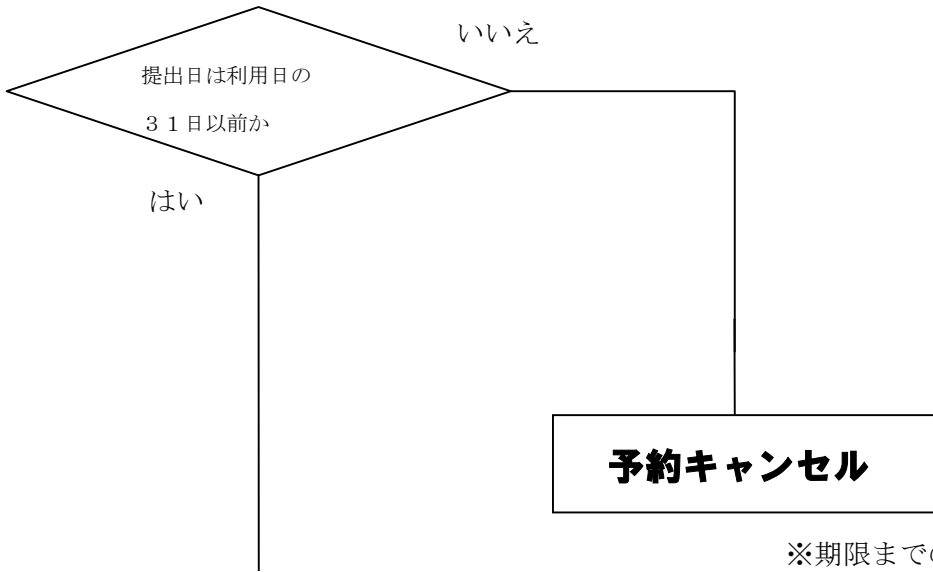 いいえ
提出日は利用日の
３１日以前か
はい
予約キャンセル
※期限まで